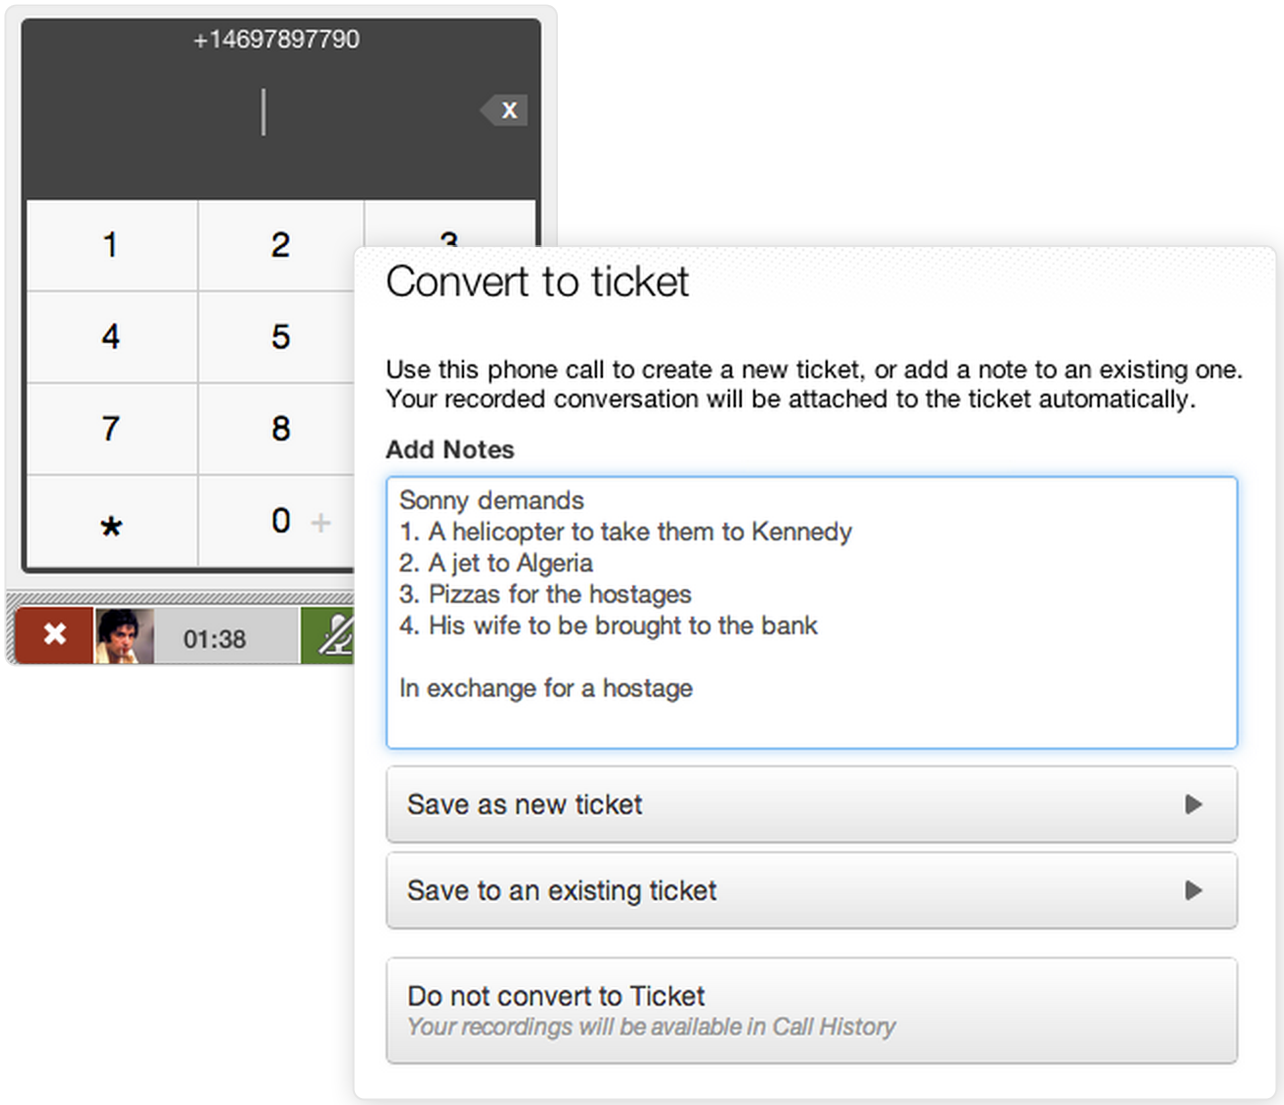 +14697897790
X
1 2 3
4 5
7 8
* 0 +
01:38
Convert to ticket
Use this phone call to create a new ticket, or add a note to an existing one.
Your recorded conversation will be attached to the ticket automatically.
Add Notes
Sonny demands
1. A helicopter to take them to Kennedy
2. A jet to Algeria
3. Pizzas for the hostages
4. His wife to be brought to the bank
In exchange for a hostage
Save as new ticket
Save to an existing ticket
Do not convert to Ticket
Your recordings will be available in Call History